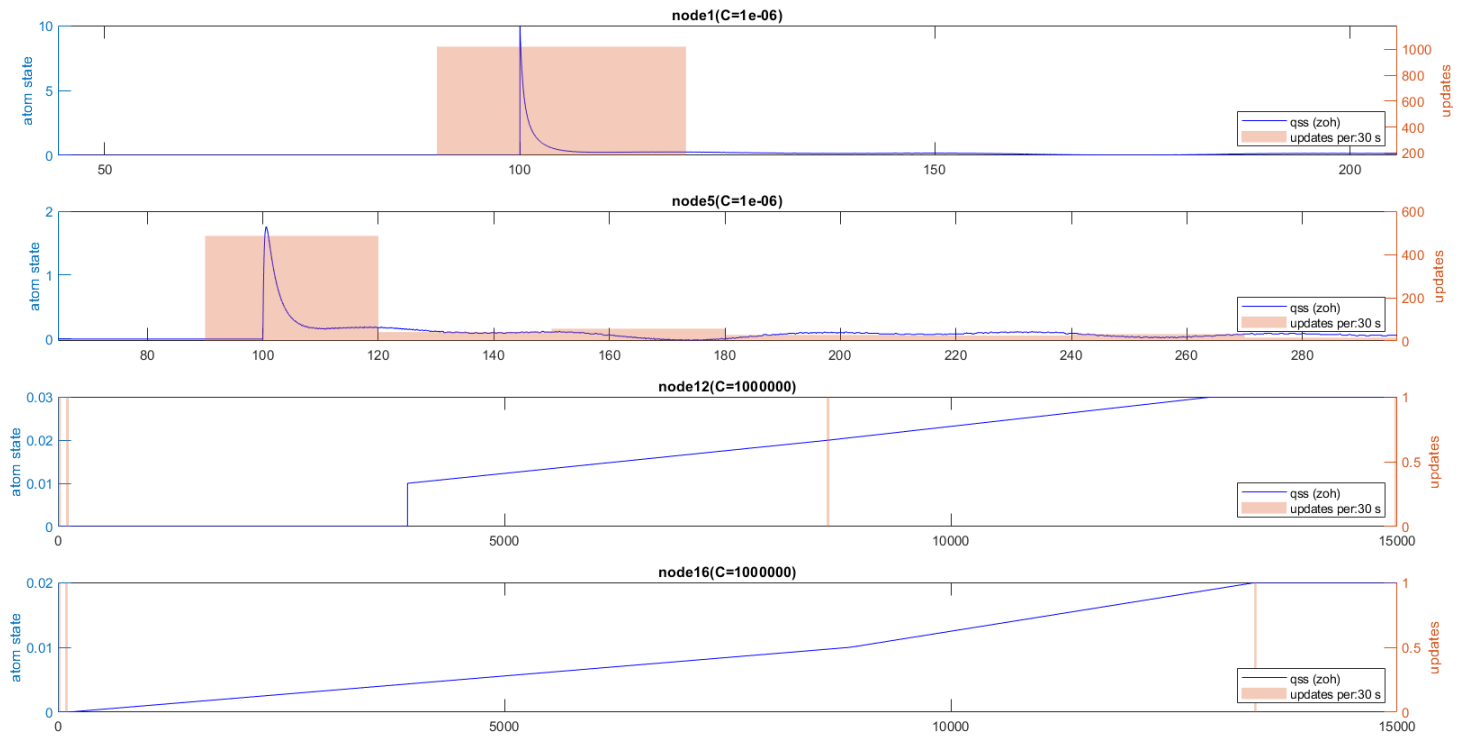 node1(C=1e-06)
10
5
0
atom state
1000
800
600
400
200
updates
qss (zoh)
updates per:30 s
50
100
150
200
node5(C=1e-06)
2
1
0
atom state
600
400
200
0
updates
qss (zoh)
updates per:30 s
80
100
120
140
160
180
200
220
240
260
280
node12(C=1000000)
0.03
0.02
0.01
0
atom state
1
0.5
0
updates
qss (zoh)
updates per:30 s
0
5000
10000
15000
node16(C=1000000)
0.02
0.01
0
atom state
1
0.5
0
updates
qss (zoh)
updates per:30 s
0
5000
10000
15000